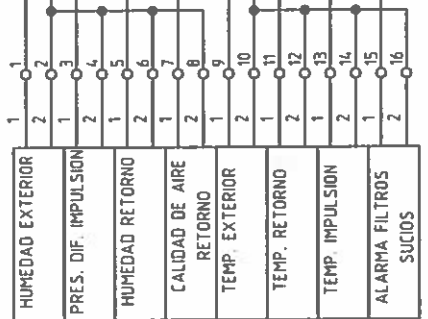 1 2 3 4 5 6 7 8 9 10 11 12 13 14 15 16
1 2 1 2 1 2 1 2 1 2 1 2 1 2 1 2
HUMEDAD EXTERIOR
PRES. DIF. IMPULSION
HUMEDAD RETORNO
CALIDAD DE AIRE
RETORNO
TEMP. EXTERIOR
TEMP. RETORNO
TEMP. IMPULSION
ALARMA FILTROS
SUCIOS